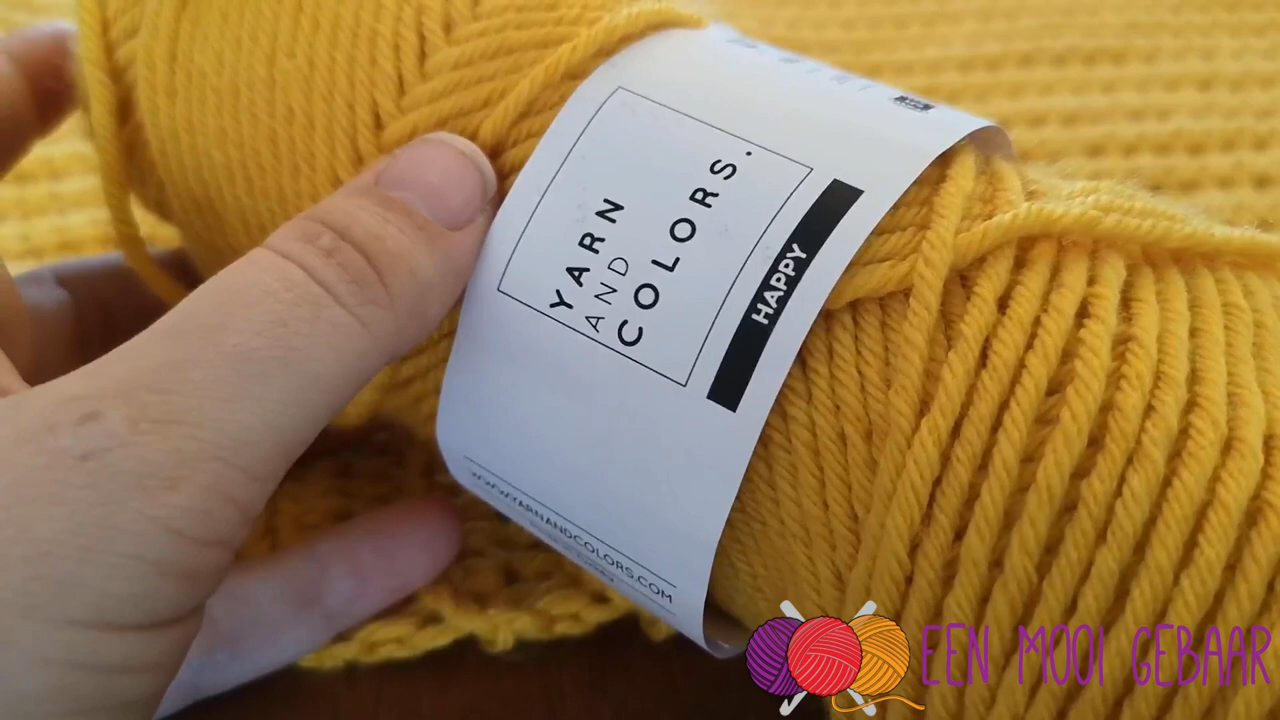 YARN
AND
COLORS.
HAPPY
WWW.YARNANDCOLORS.COM
EEN MOOI GEBAAR